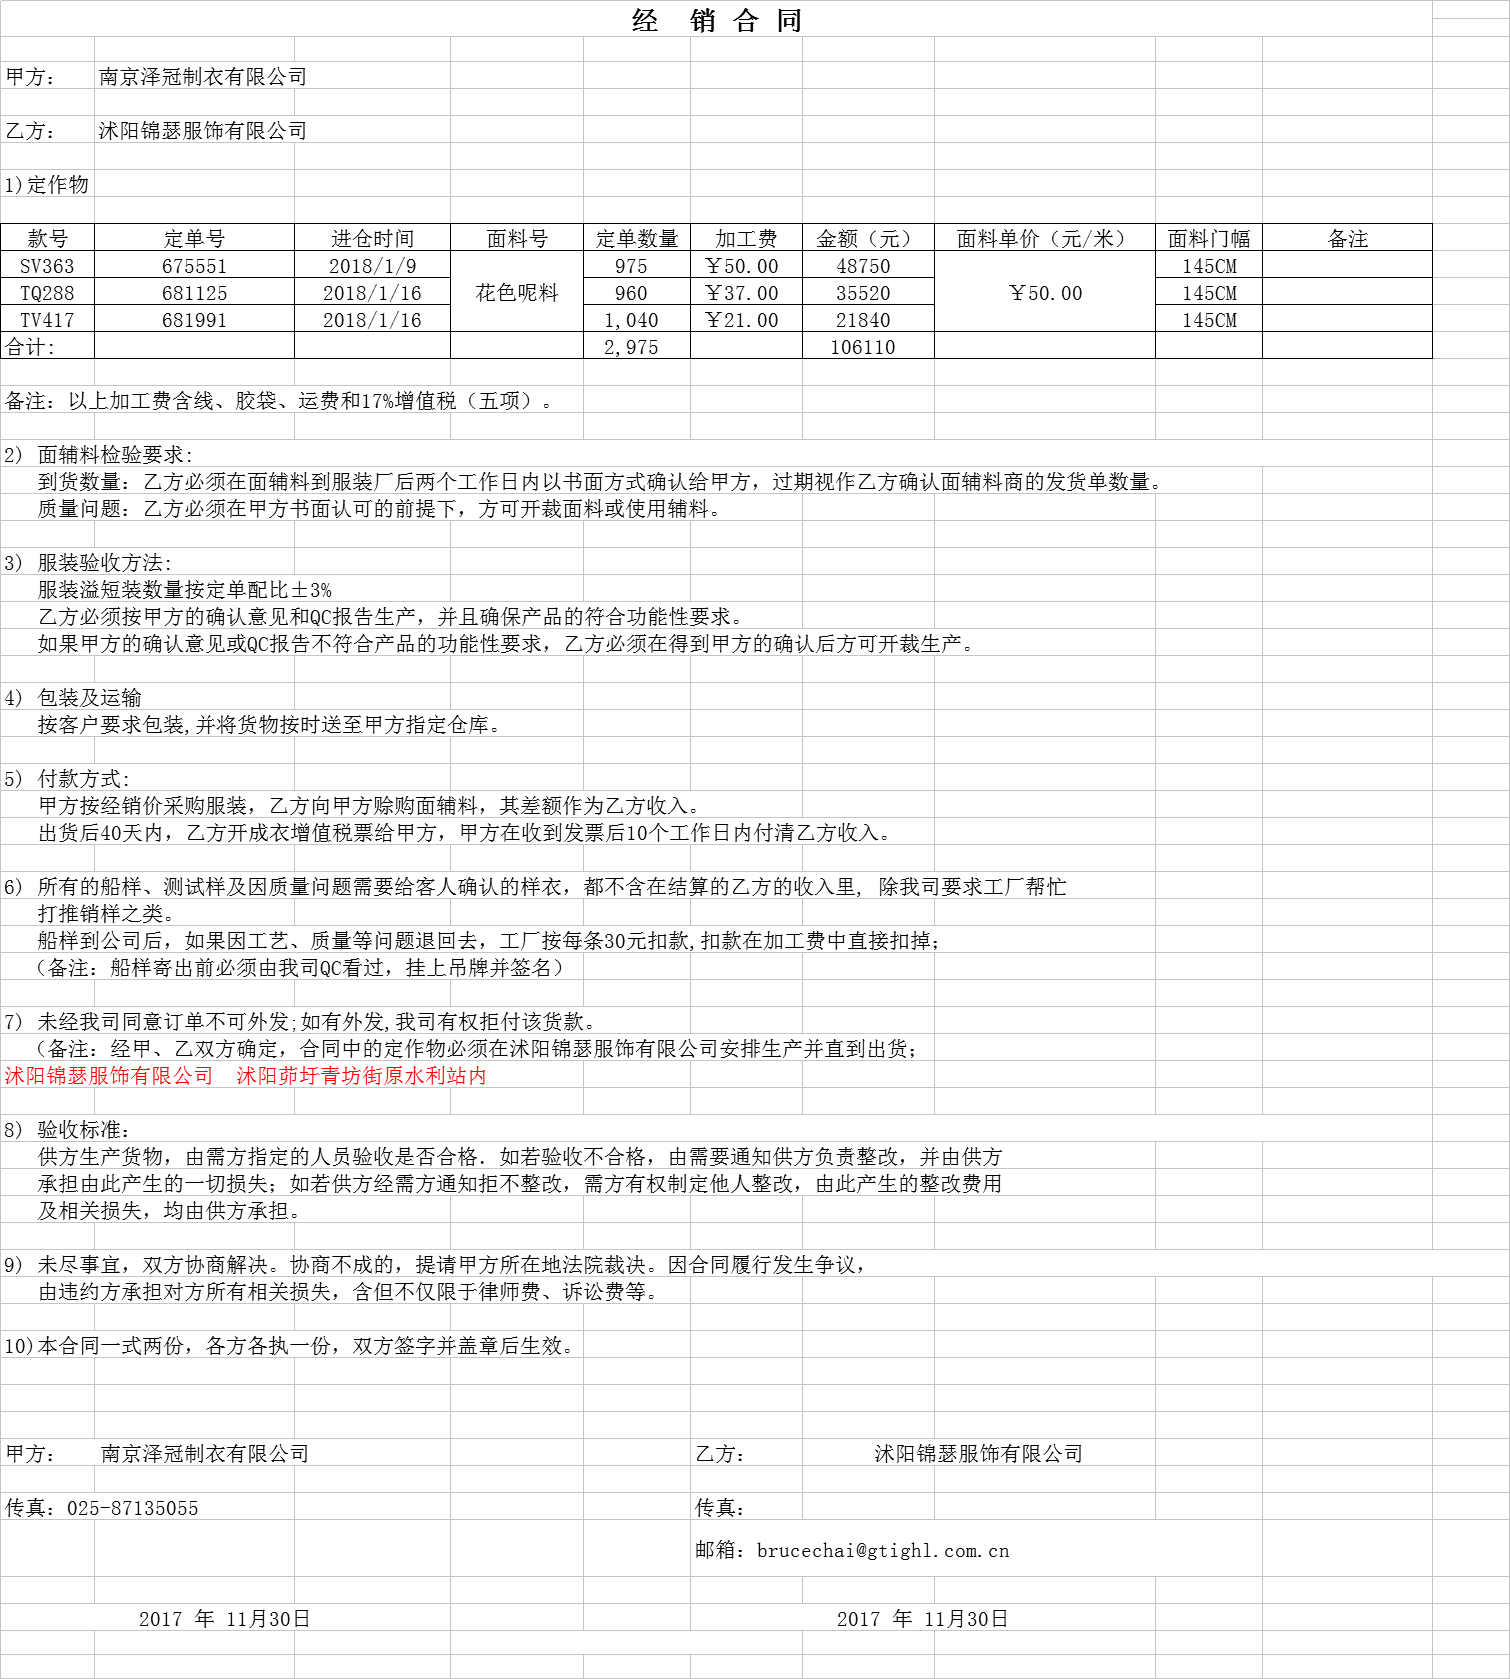 经 销 合 同
甲方： 南京泽冠制衣有限公司
乙方： 沭阳锦瑟服饰有限公司
1)定作物
款号 定单号 进仓时间 面料号 定单数量 加工费 金额（元） 面料单价（元/米） 面料门幅 备注
SV363 675551 2018/1/9 975 ￥50.00 48750 145CM
TQ288 681125 2018/1/16 花色呢料 960 ￥37.00 35520 ￥50.00 145CM
TV417 681991 2018/1/16 1,040 ￥21.00 21840 145CM
合计: 2,975 106110
备注：以上加工费含线、胶袋、运费和17%增值税（五项）。
2) 面辅料检验要求:
到货数量：乙方必须在面辅料到服装厂后两个工作日内以书面方式确认给甲方，过期视作乙方确认面辅料商的发货单数量。
质量问题：乙方必须在甲方书面认可的前提下，方可开裁面料或使用辅料。
3) 服装验收方法:
服装溢短装数量按定单配比±3%
乙方必须按甲方的确认意见和QC报告生产，并且确保产品的符合功能性要求。
如果甲方的确认意见或QC报告不符合产品的功能性要求，乙方必须在得到甲方的确认后方可开裁生产。
4) 包装及运输
按客户要求包装,并将货物按时送至甲方指定仓库。
5) 付款方式:
甲方按经销价采购服装，乙方向甲方赊购面辅料，其差额作为乙方收入。
出货后40天内，乙方开成衣增值税票给甲方，甲方在收到发票后10个工作日内付清乙方收入。
6) 所有的船样、测试样及因质量问题需要给客人确认的样衣，都不含在结算的乙方的收入里, 除我司要求工厂帮忙
打推销样之类。
船样到公司后，如果因工艺、质量等问题退回去，工厂按每条30元扣款,扣款在加工费中直接扣掉；
（备注：船样寄出前必须由我司QC看过，挂上吊牌并签名）
7) 未经我司同意订单不可外发;如有外发,我司有权拒付该货款。
（备注：经甲、乙双方确定，合同中的定作物必须在沭阳锦瑟服饰有限公司安排生产并直到出货；
沭阳锦瑟服饰有限公司 沭阳茆圩青坊街原水利站内
8) 验收标准：
供方生产货物，由需方指定的人员验收是否合格．如若验收不合格，由需要通知供方负责整改，并由供方
承担由此产生的一切损失；如若供方经需方通知拒不整改，需方有权制定他人整改，由此产生的整改费用
及相关损失，均由供方承担。
9) 未尽事宜，双方协商解决。协商不成的，提请甲方所在地法院裁决。因合同履行发生争议，
由违约方承担对方所有相关损失，含但不仅限于律师费、诉讼费等。
10)本合同一式两份，各方各执一份，双方签字并盖章后生效。
甲方： 南京泽冠制衣有限公司 乙方： 沭阳锦瑟服饰有限公司
传真：025-87135055 传真：
邮箱：brucechai@gtighl.com.cn
2017 年 11月30日 2017 年 11月30日